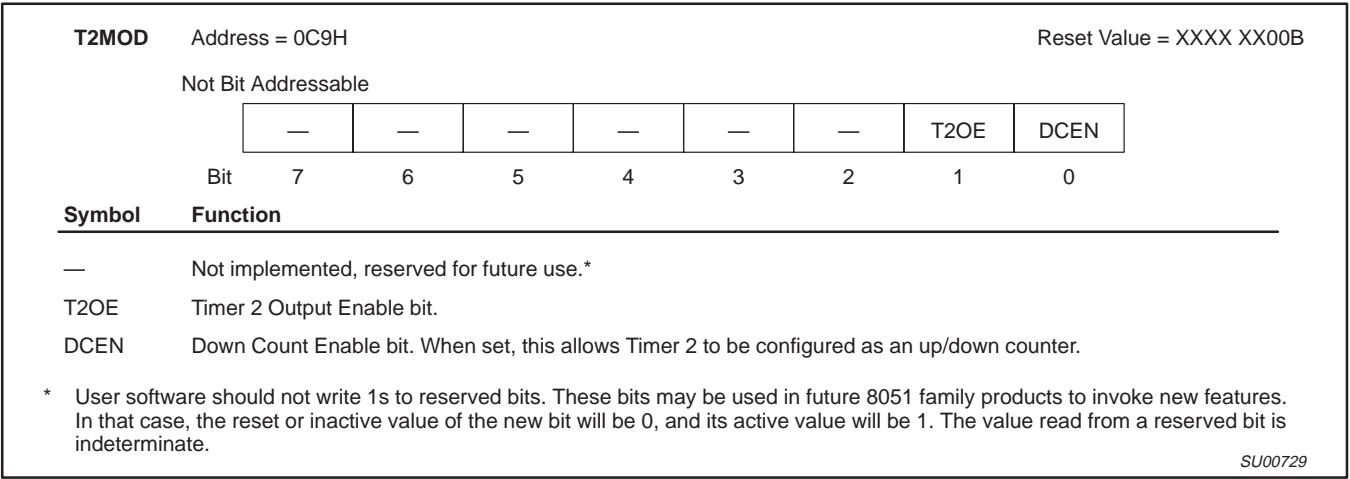 T2MOD Address = 0C9H Reset Value = XXXX XX00B
Not Bit Addressable
— — — — — — T2OE DCEN
Bit 7 6 5 4 3 2 1 0
Symbol Function
— Not implemented, reserved for future use.*
T2OE Timer 2 Output Enable bit.
DCEN Down Count Enable bit. When set, this allows Timer 2 to be configured as an up/down counter.
* User software should not write 1s to reserved bits. These bits may be used in future 8051 family products to invoke new features.
In that case, the reset or inactive value of the new bit will be 0, and its active value will be 1. The value read from a reserved bit is
indeterminate.
SU00729